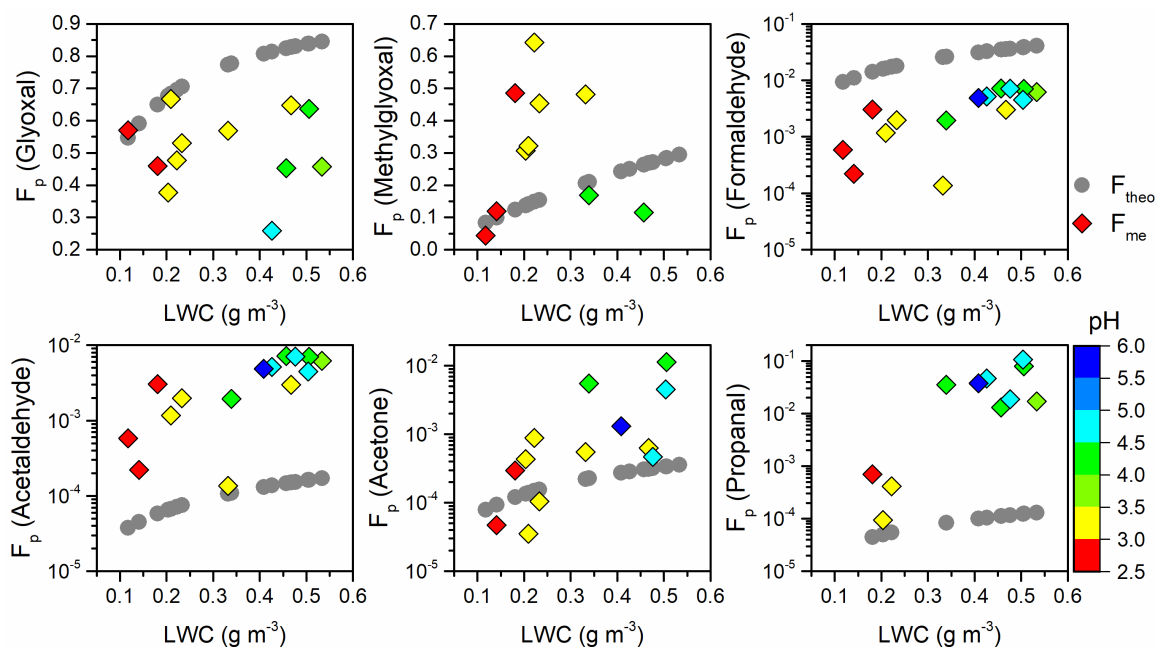 F_p (Glyoxal)
0.9
0.8
0.7
0.6
0.5
0.4
0.3
0.2
0.1 0.2 0.3 0.4 0.5 0.6
LWC (g m⁻³)
F_p (Methylglyoxal)
0.7
0.6
0.5
0.4
0.3
0.2
0.1
0.0
0.1 0.2 0.3 0.4 0.5 0.6
LWC (g m⁻³)
F_p (Formaldehyde)
10⁻¹
10⁻²
10⁻³
10⁻⁴
10⁻⁵
0.1 0.2 0.3 0.4 0.5 0.6
LWC (g m⁻³)
F_theo
F_me
F_p (Acetaldehyde)
10⁻²
10⁻³
10⁻⁴
10⁻⁵
0.1 0.2 0.3 0.4 0.5 0.6
LWC (g m⁻³)
F_p (Acetone)
10⁻²
10⁻³
10⁻⁴
10⁻⁵
0.1 0.2 0.3 0.4 0.5 0.6
LWC (g m⁻³)
F_p (Propanal)
10⁻¹
10⁻²
10⁻³
10⁻⁴
10⁻⁵
0.1 0.2 0.3 0.4 0.5 0.6
LWC (g m⁻³)
pH
6.0
5.5
5.0
4.5
4.0
3.5
3.0
2.5